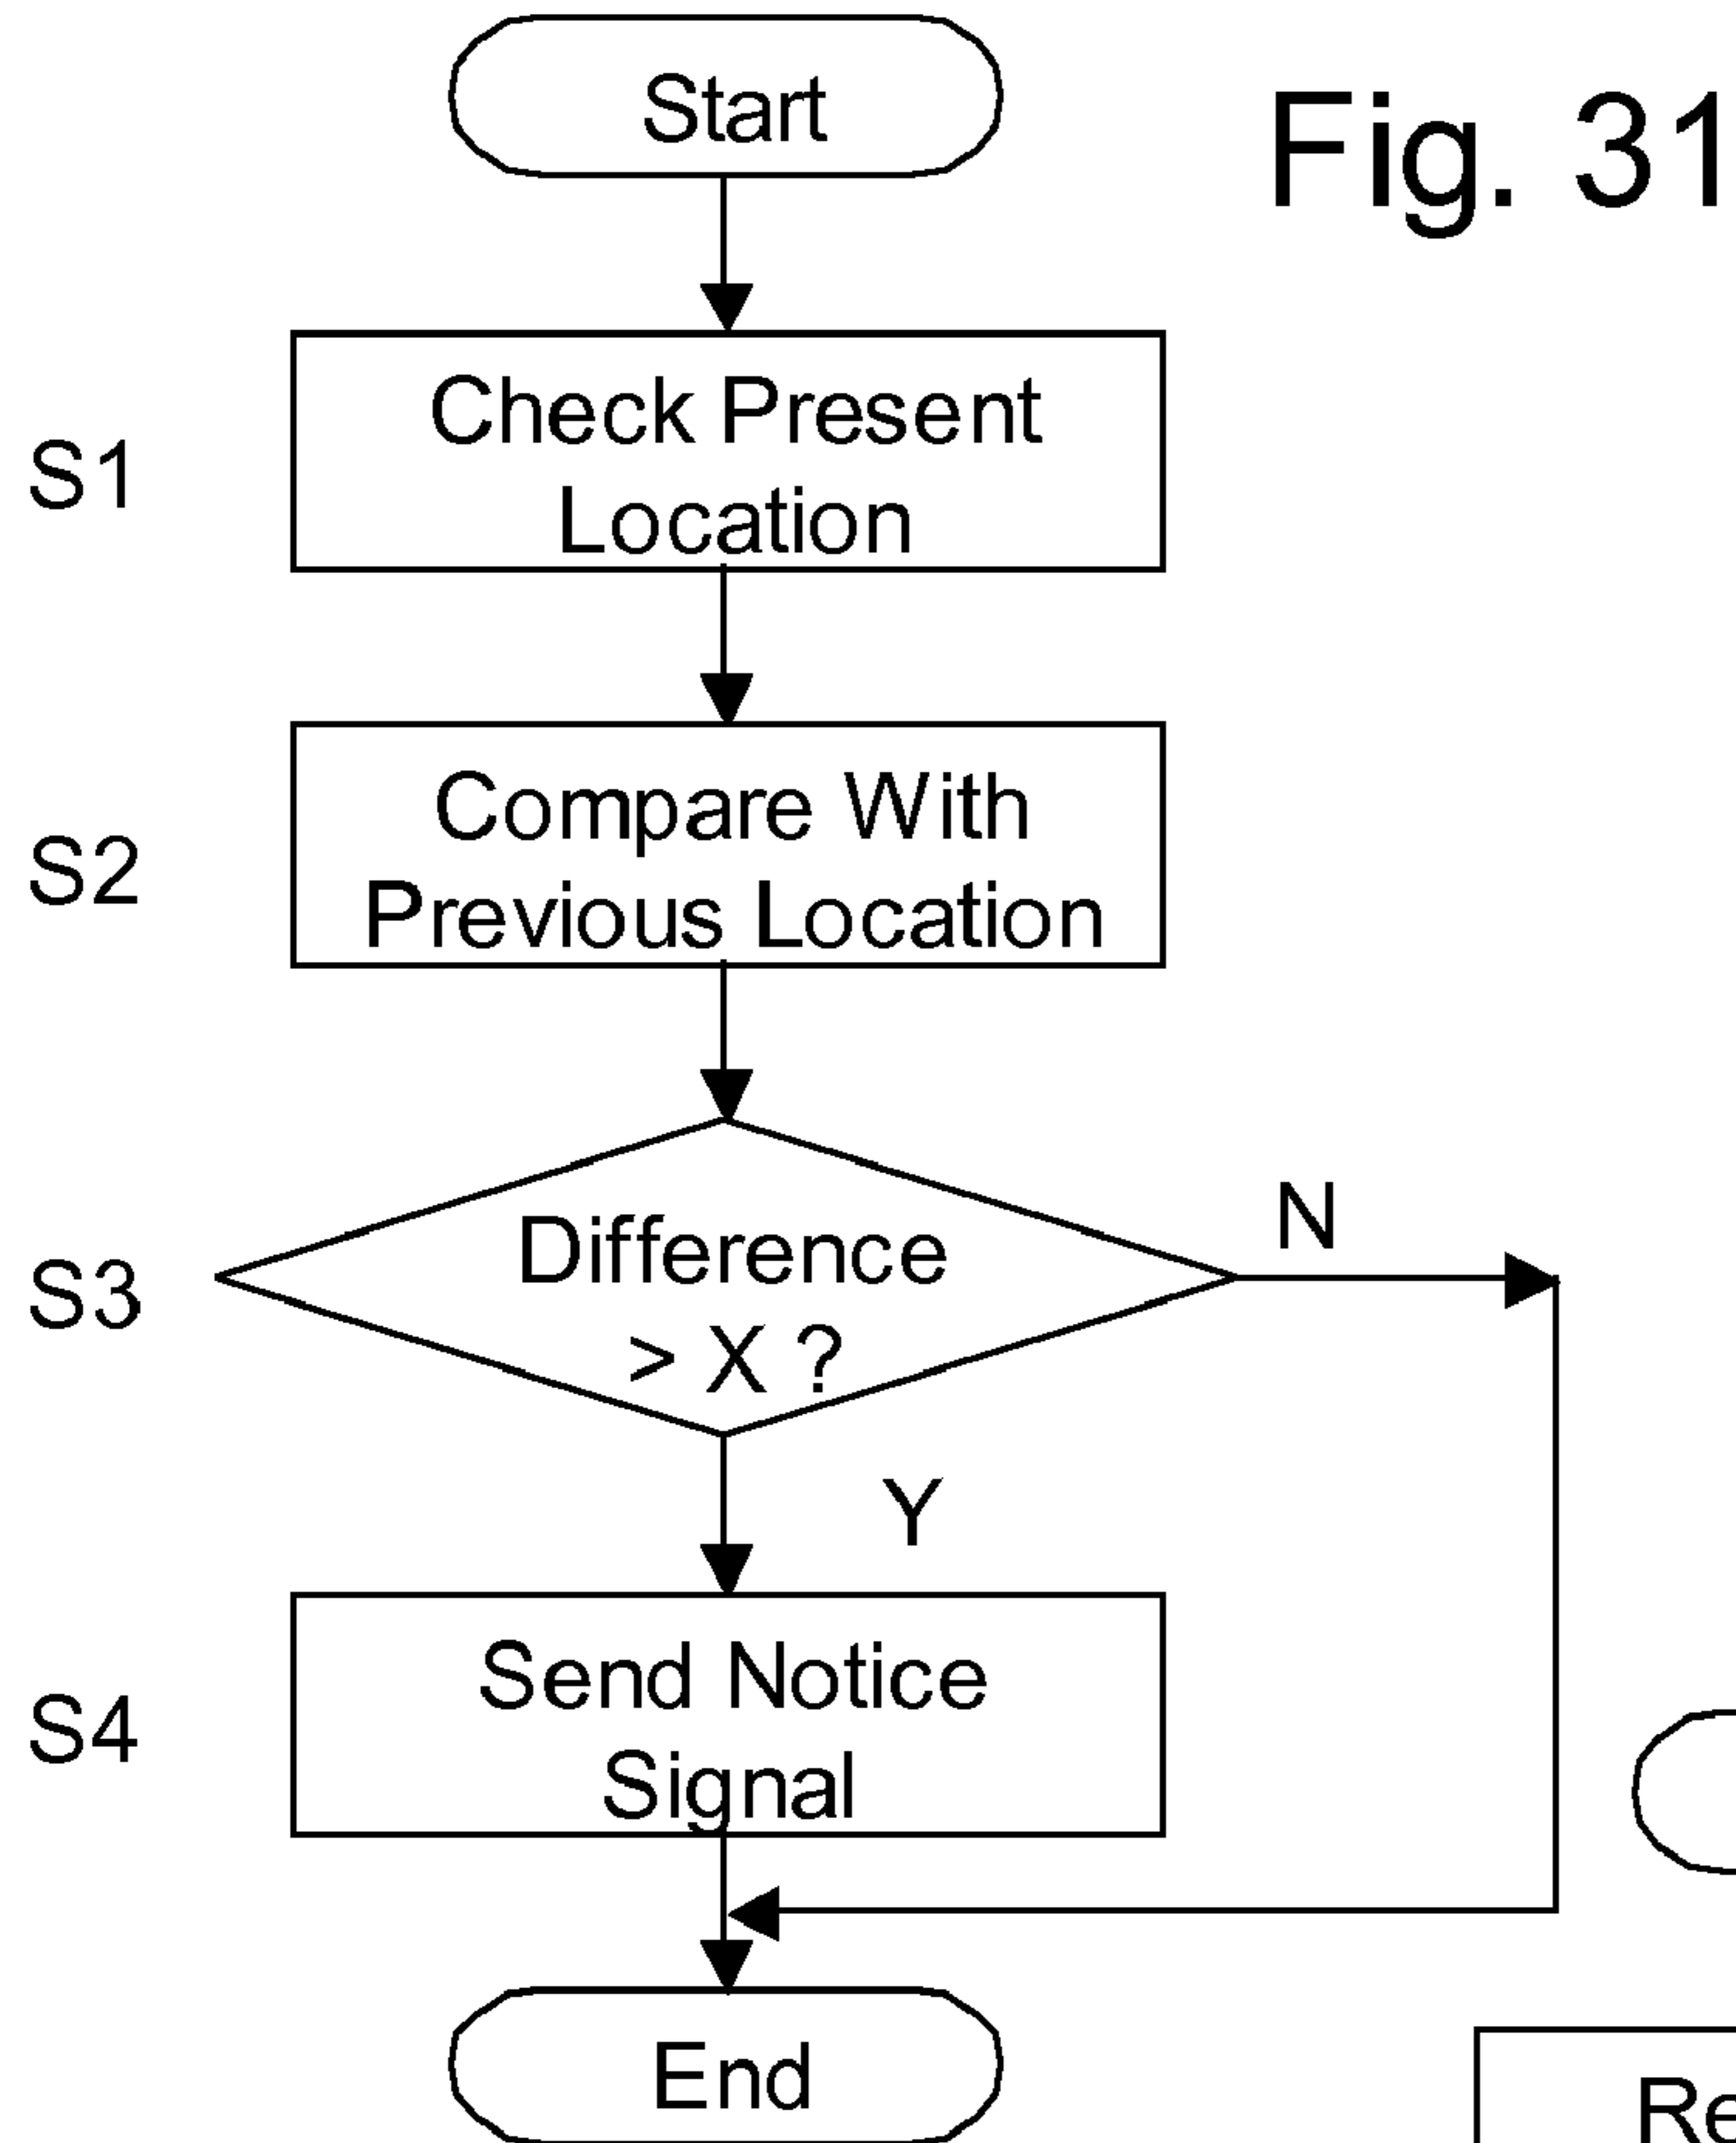 Start
Fig. 31
Check Present
Location
S1
Compare With
Previous Location
S2
Difference
> X ?
N
S3
Y
Send Notice
Signal
S4
End